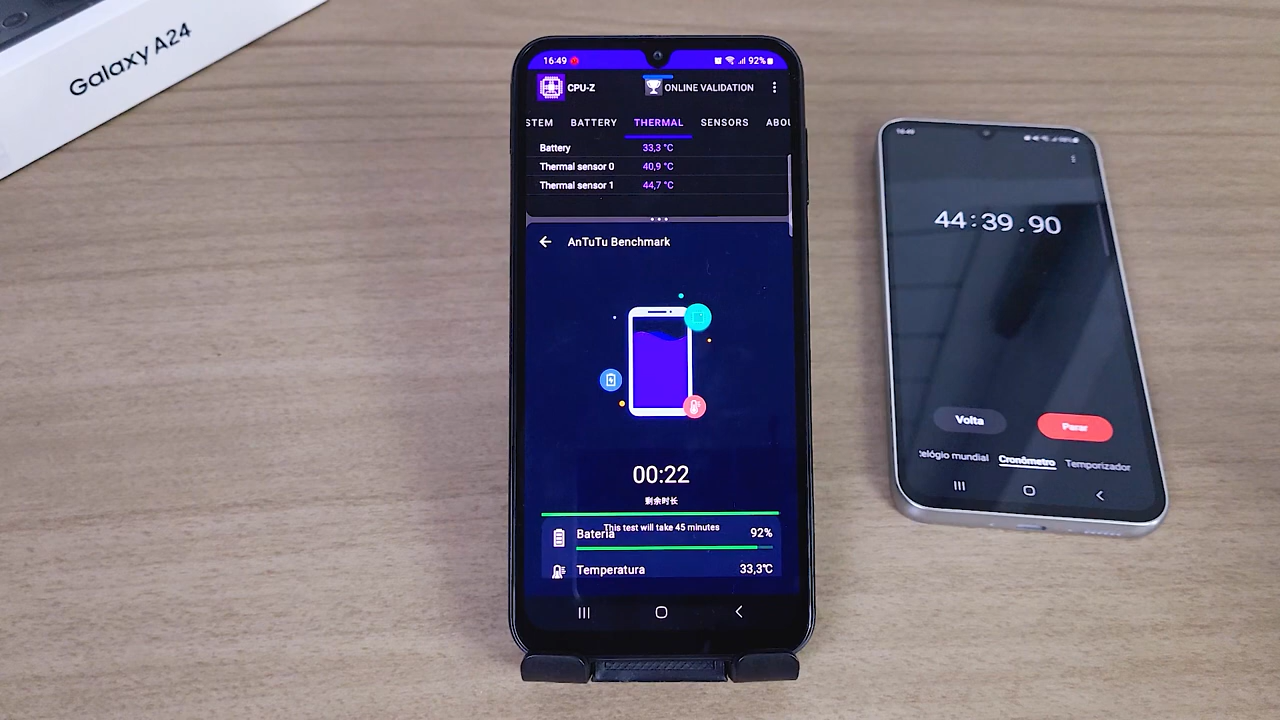 Galaxy A24
16:49
92%
CPU-Z
ONLINE VALIDATION
STEM BATTERY THERMAL SENSORS ABOU
Battery 33,3 °C
Thermal sensor 0 40,9 °C
Thermal sensor 1 44,7 °C
AnTuTu Benchmark
00:22
剩余时长
This test will take 45 minutes
Bateria 92%
Temperatura 33,3℃
16:49
44:39.90
Volta Parar
elógio mundial Cronômetro Temporizador